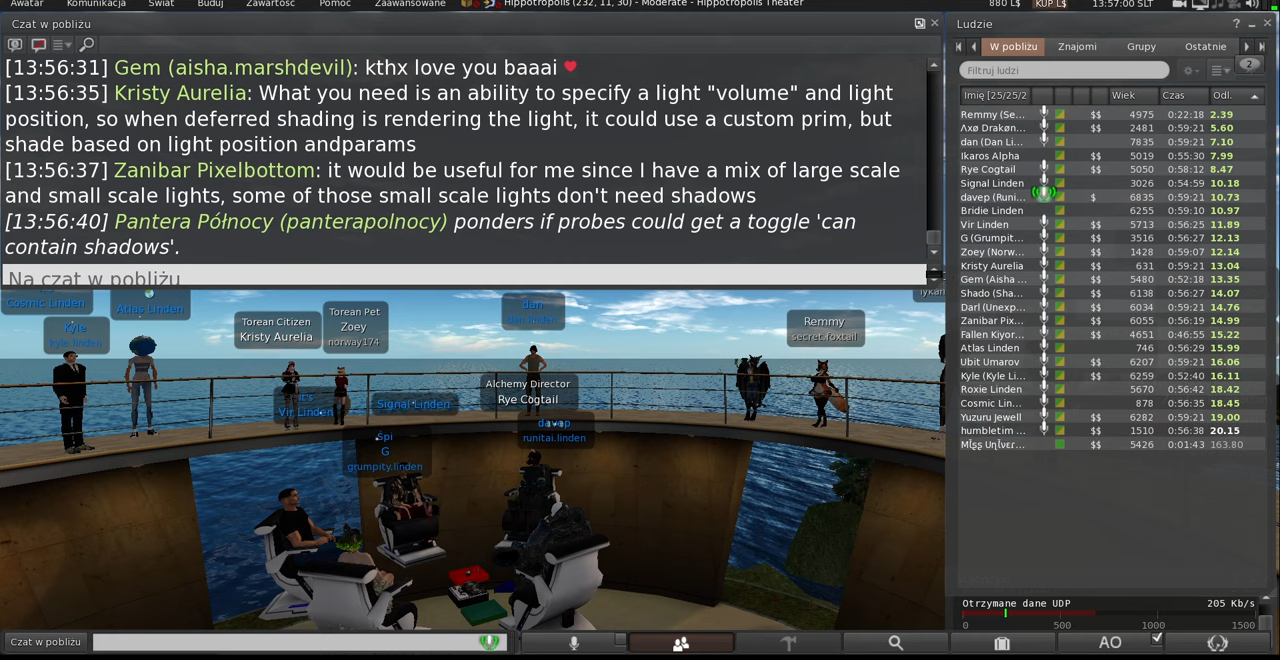 Awatar Komunikacja Świat Buduj Zawartość Pomoc Zaawansowane Hippotropolis (232, 11, 30) - Moderate - Hippotropolis Theater 880 L$ KUP L$ 13:57:00 SLT
Czat w pobliżu
[13:56:31] Gem (aisha.marshdevil): kthx love you baaai ❤
[13:56:35] Kristy Aurelia: What you need is an ability to specify a light "volume" and light
position, so when deferred shading is rendering the light, it could use a custom prim, but
shade based on light position andparams
[13:56:37] Zanibar Pixelbottom: it would be useful for me since I have a mix of large scale
and small scale lights, some of those small scale lights don't need shadows
[13:56:40] Pantera Północy (panterapolnocy) ponders if probes could get a toggle 'can
contain shadows'.
Na czat w pobliżu
Cosmic Linden
Atlas Linden
Kyle
kyle.linden
Torean Citizen
Kristy Aurelia
Torean Pet
Zoey
norway174
dan
dan.linden
Remmy
secret.foxtail
It's
Vir Linden
Signal Linden
Alchemy Director
Rye Cogtail
davep
runitai.linden
Śpi
G
grumpity.linden
Czat w pobliżu
Ludzie
W pobliżu Znajomi Grupy Ostatnie
Filtruj ludzi
2
Imię [25/25/2 Wiek Czas Odl.
Remmy (Se... $$ 4975 0:22:18 2.39
Λxø Drakøn... $$ 2481 0:59:21 5.60
dan (Dan Li... 7835 0:59:21 7.10
Ikaros Alpha $$ 5019 0:55:30 7.99
Rye Cogtail $$ 5050 0:58:12 8.47
Signal Linden 3026 0:54:59 10.18
davep (Runi... $ 6835 0:59:21 10.73
Bridie Linden 6255 0:59:10 10.97
Vir Linden $$ 5713 0:56:25 11.89
G (Grumpit... $$ 3516 0:56:27 12.13
Zoey (Norw... $$ 1428 0:59:07 12.14
Kristy Aurelia $$ 631 0:59:21 13.04
Gem (Aisha ... $$ 5480 0:52:18 13.35
Shado (Sha... $$ 6138 0:56:27 14.07
Darl (Unexp... $$ 6034 0:59:21 14.76
Zanibar Pix... $$ 6055 0:56:19 14.99
Fallen Kiyor... $$ 4651 0:46:55 15.22
Atlas Linden 746 0:56:29 15.99
Ubit Umarov $$ 6207 0:59:21 16.06
Kyle (Kyle Li... $$ 6259 0:52:40 16.11
Roxie Linden 5670 0:56:42 18.42
Cosmic Lin... 878 0:56:35 18.45
Yuzuru Jewell $$ 6282 0:59:21 19.00
humbletim ... $$ 1510 0:56:38 20.15
$$ 5426 0:01:43 163.80
Otrzymane dane UDP 205 Kb/s
0 500 1000 1500
AO